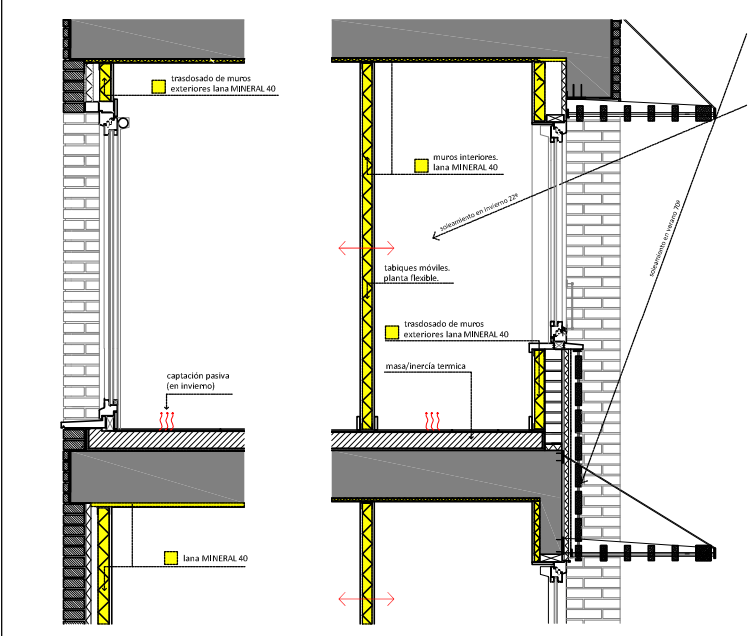 trasdosado de muros
exteriores lana MINERAL 40
muros interiores.
lana MINERAL 40
soleamiento en invierno 22º
soleamiento en verano 70º
tabiques móviles.
planta flexible.
trasdosado de muros
exteriores lana MINERAL 40
captación pasiva
(en invierno)
masa/inercía termica
lana MINERAL 40